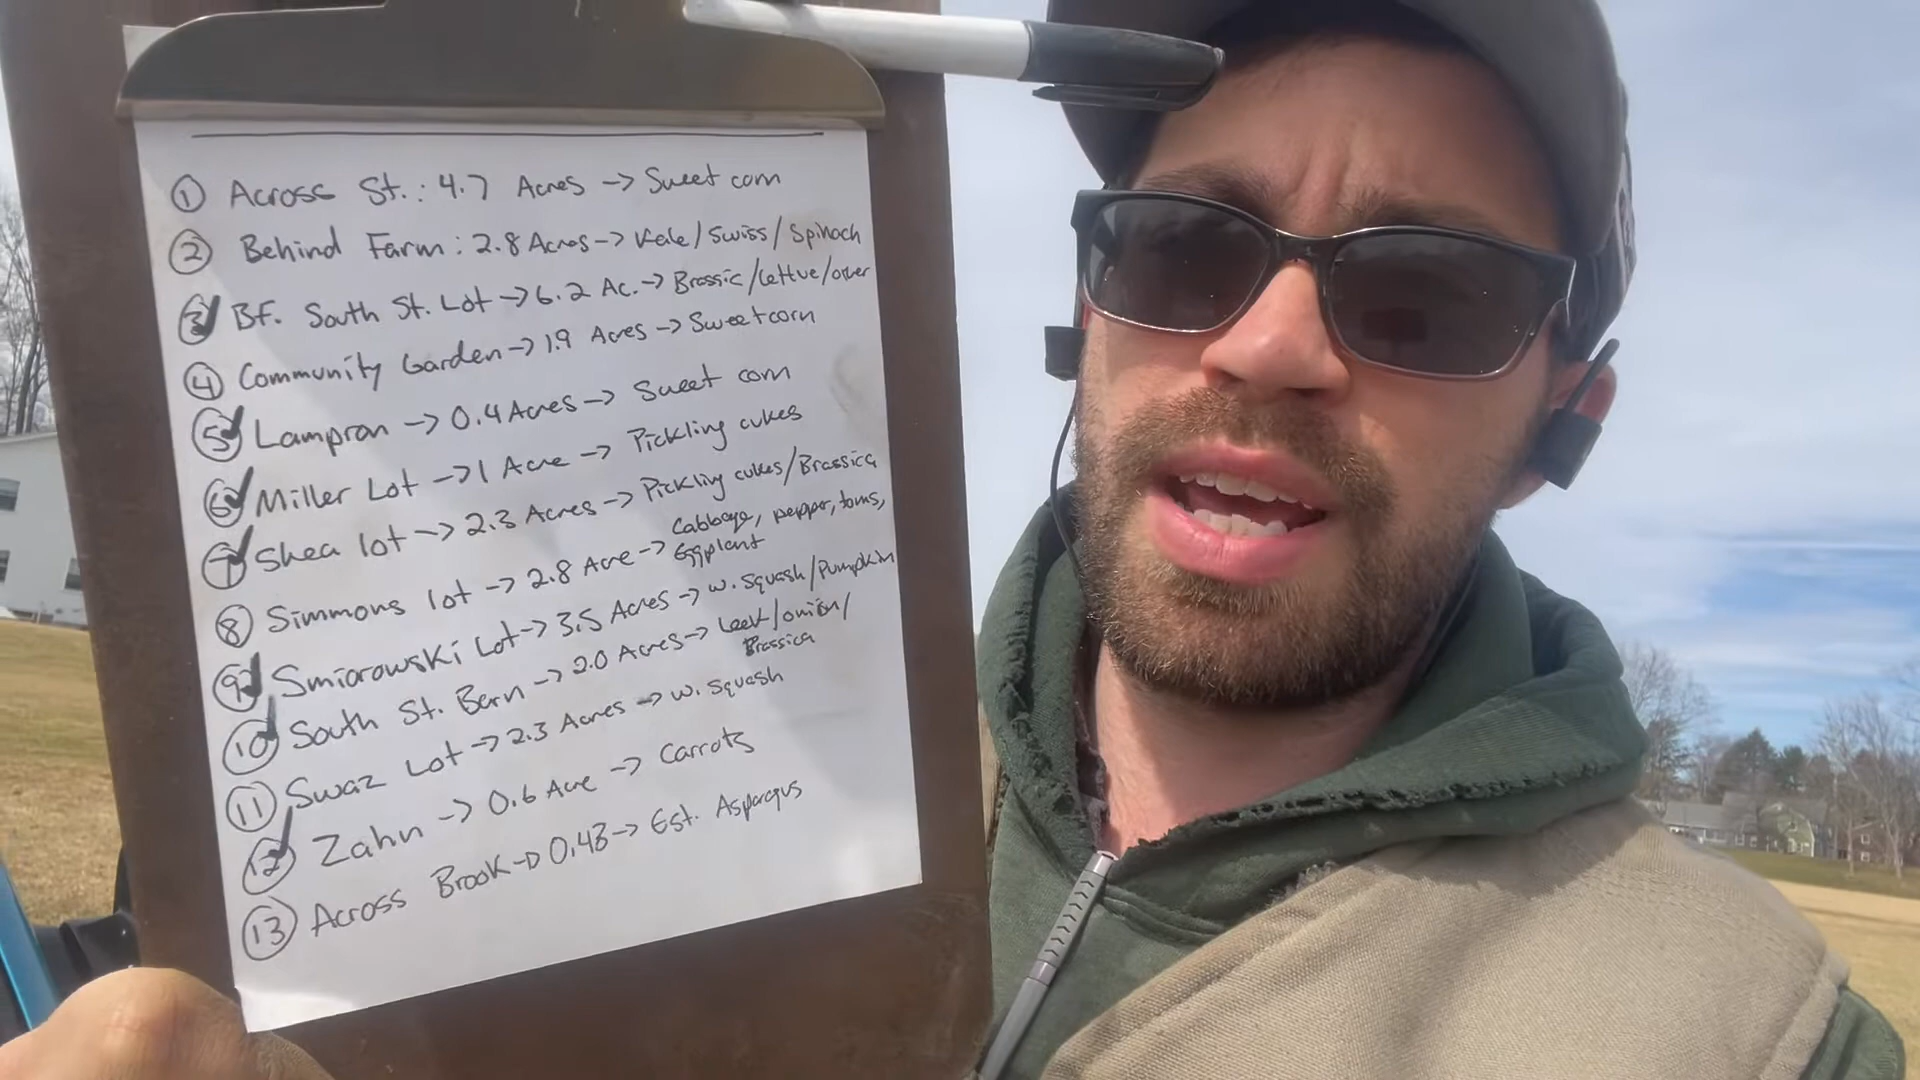 ① Across St.: 4.7 Acres -> Sweet corn
② Behind Farm: 2.8 Acres -> Kale/Swiss/Spinach
③ BF. South St. Lot -> 6.2 Ac. -> Brassic/lettue/other
④ Community Garden -> 1.9 Acres -> Sweetcorn
⑤ Lampron -> 0.4 Acres -> Sweet corn
⑥ Miller Lot -> 1 Acre -> Pickling cukes
⑦ Shea lot -> 2.3 Acres -> Pickling cukes/Brassica
⑧ Simmons lot -> 2.8 Acre -> Cabbage, pepper, toms,
Eggplant
⑨ Smiarowski Lot -> 3.5 Acres -> w. Squash/Pumpkin
⑩ South St. Barn -> 2.0 Acres -> Leek/onion/
Brassica
⑪ Swaz Lot -> 2.3 Acres -> w. Squash
⑫ Zahn -> 0.6 Acre -> Carrots
⑬ Across Brook -> 0.43 -> Est. Asparagus